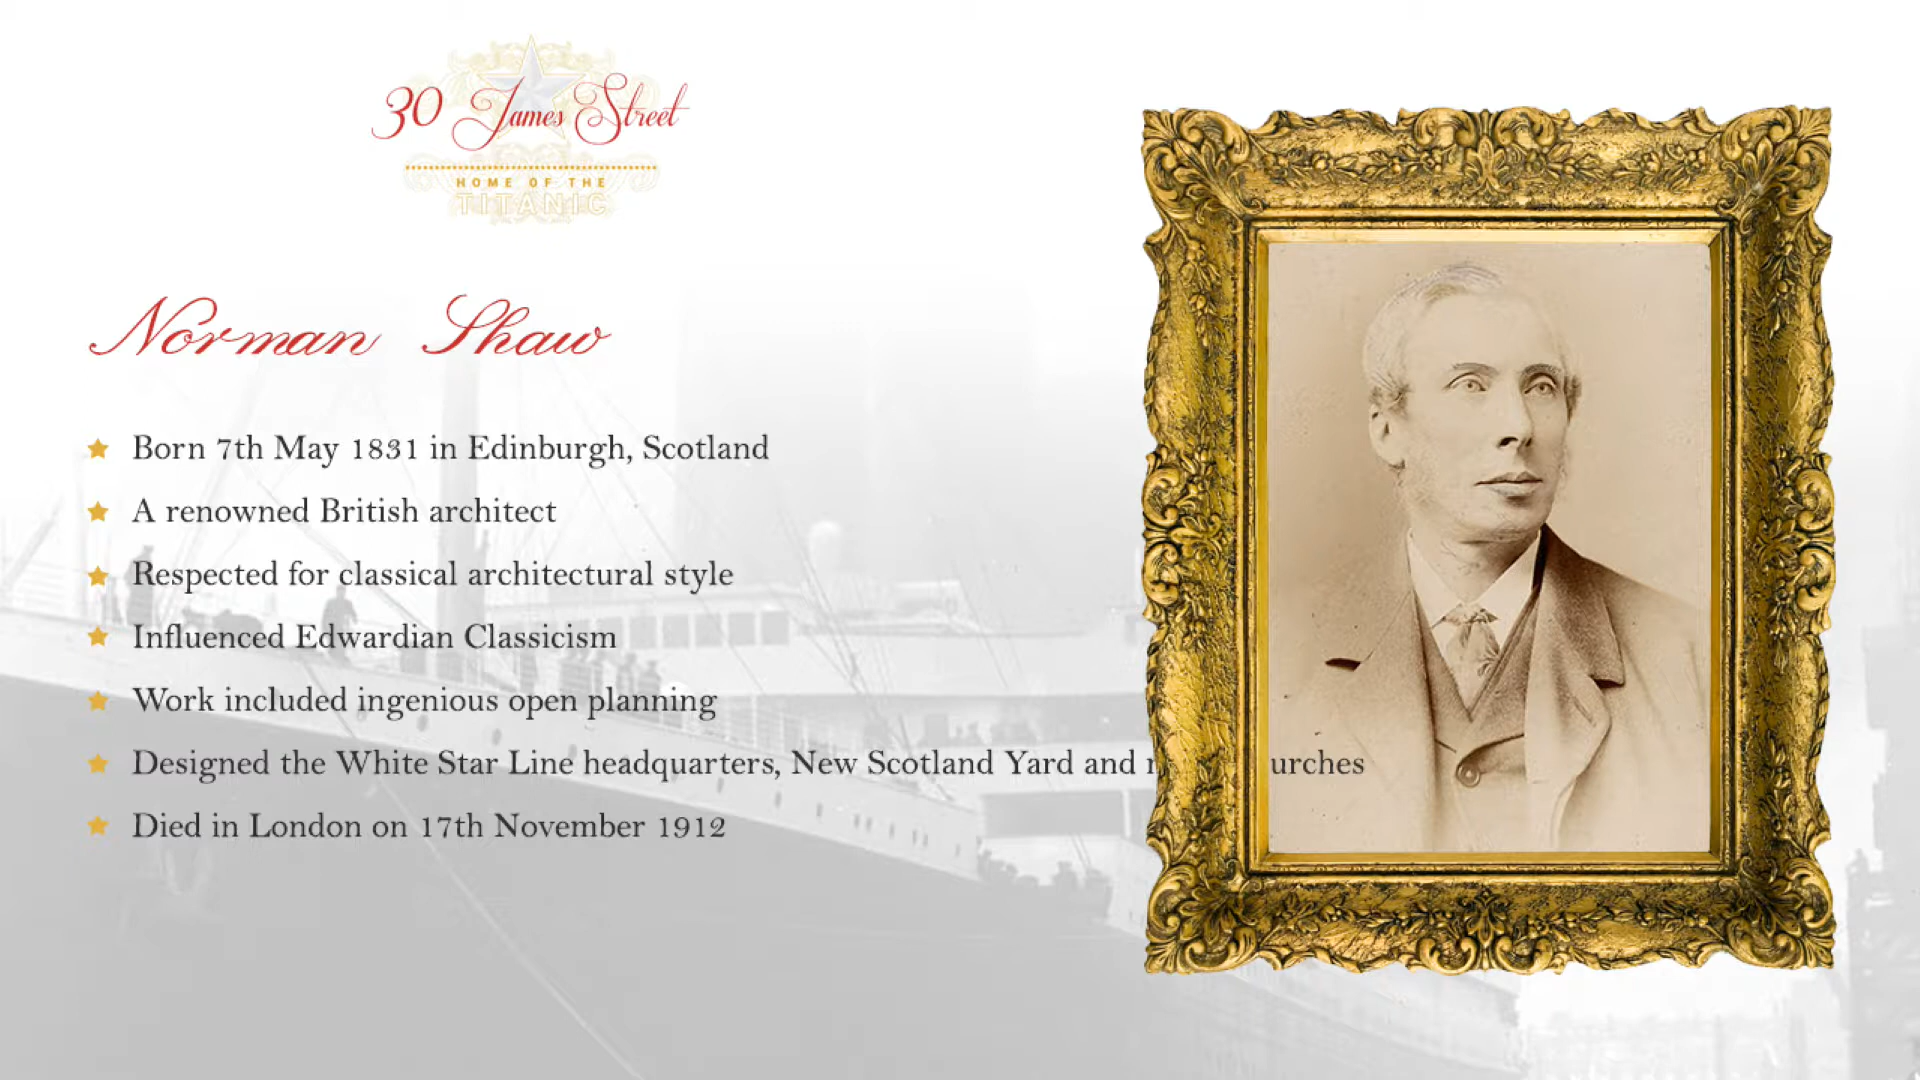 30 James Street
HOME OF THE
TITANIC
Norman Shaw
Born 7th May 1831 in Edinburgh, Scotland
A renowned British architect
Respected for classical architectural style
Influenced Edwardian Classicism
Work included ingenious open planning
Designed the White Star Line headquarters, New Scotland Yard and urches
Died in London on 17th November 1912